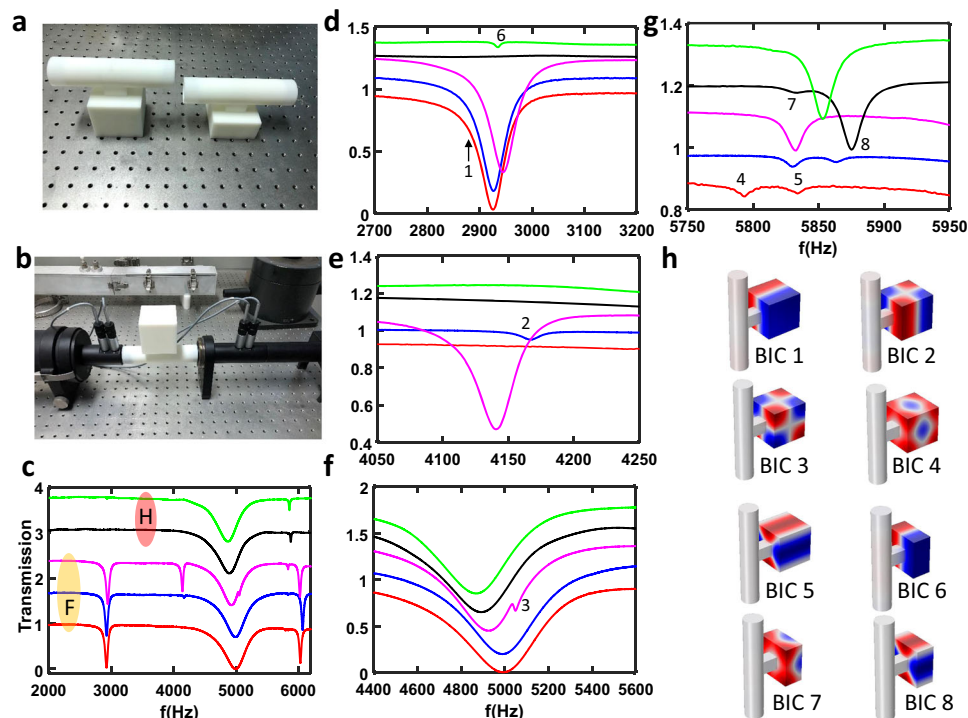 a
b
c
4
3
2
1
0
Transmission
H
F
2000 3000 4000 5000 6000
f(Hz)
d
1.5
1
0.5
0
6
1
2700 2800 2900 3000 3100 3200
e
1.4
1.2
1
0.8
0.6
0.4
2
4050 4100 4150 4200 4250
f
2
1.5
1
0.5
0
3
4400 4600 4800 5000 5200 5400 5600
f(Hz)
g
1.4
1.2
1
0.8
7
8
4
5
5750 5800 5850 5900 5950
f(Hz)
h
BIC 1
BIC 2
BIC 3
BIC 4
BIC 5
BIC 6
BIC 7
BIC 8